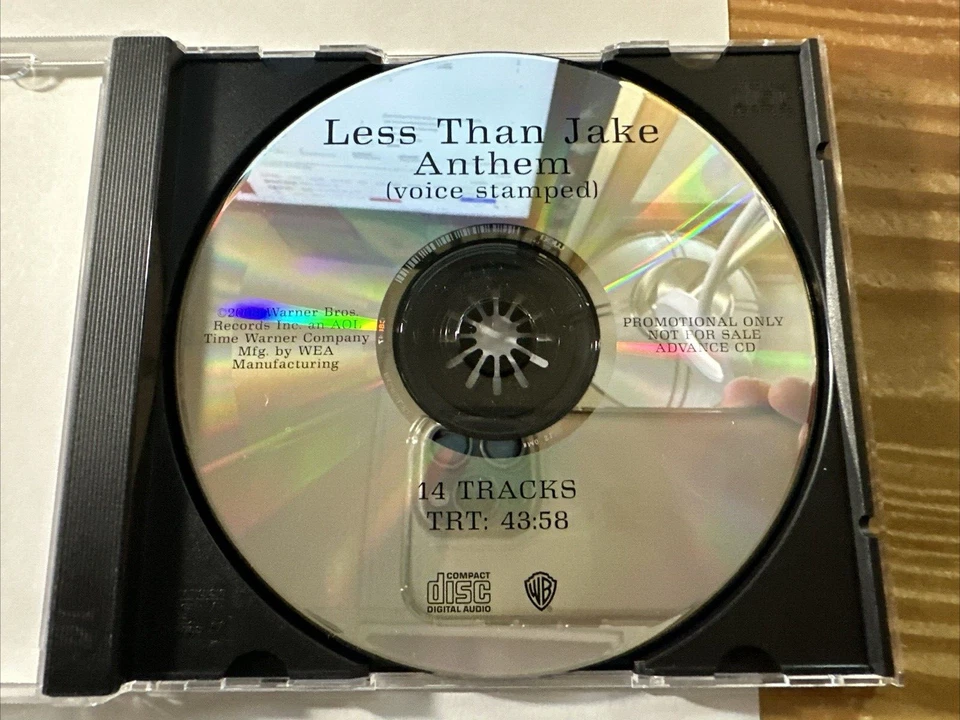 Less Than Jake
Anthem
(voice stamped)
Warner Bros.
Records Inc. an AOL
Time Warner Company
Mfg. by WEA
Manufacturing
PROMOTIONAL ONLY
NOT FOR SALE
ADVANCE CD
14 TRACKS
TRT: 43:58
COMPACT
disc
DIGITAL AUDIO
WB